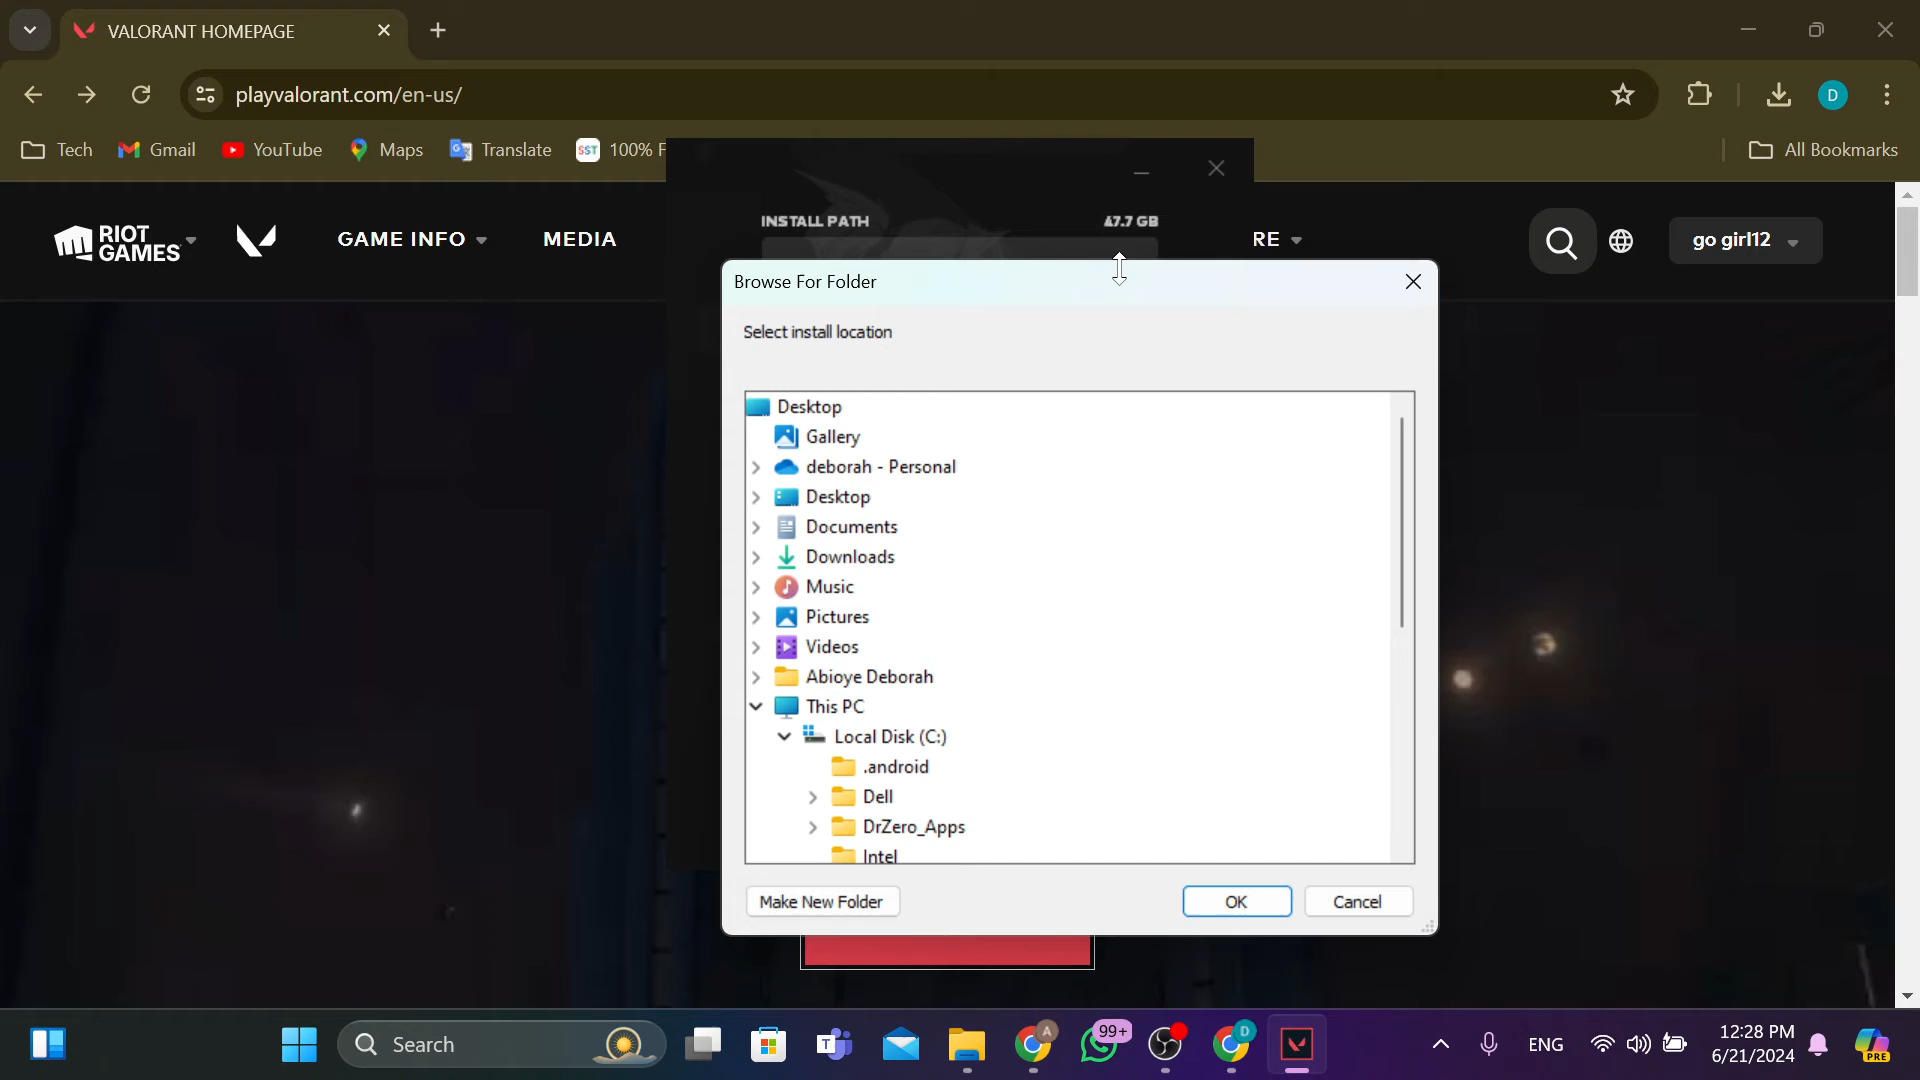 VALORANT HOMEPAGE
playvalorant.com/en-us/
Tech
Gmail
YouTube
Maps
Translate
SST 100% F
All Bookmarks
RIOT
GAMES
GAME INFO
MEDIA
RE
go girl12
INSTALL PATH
47.7 GB
Browse For Folder
Select install location
Desktop
Gallery
deborah - Personal
Desktop
Documents
Downloads
Music
Pictures
Videos
Abioye Deborah
This PC
Local Disk (C:)
.android
Dell
DrZero_Apps
Intel
Make New Folder
OK
Cancel
Search
T
99+
A
D
D
ENG
12:28 PM
6/21/2024
PRE